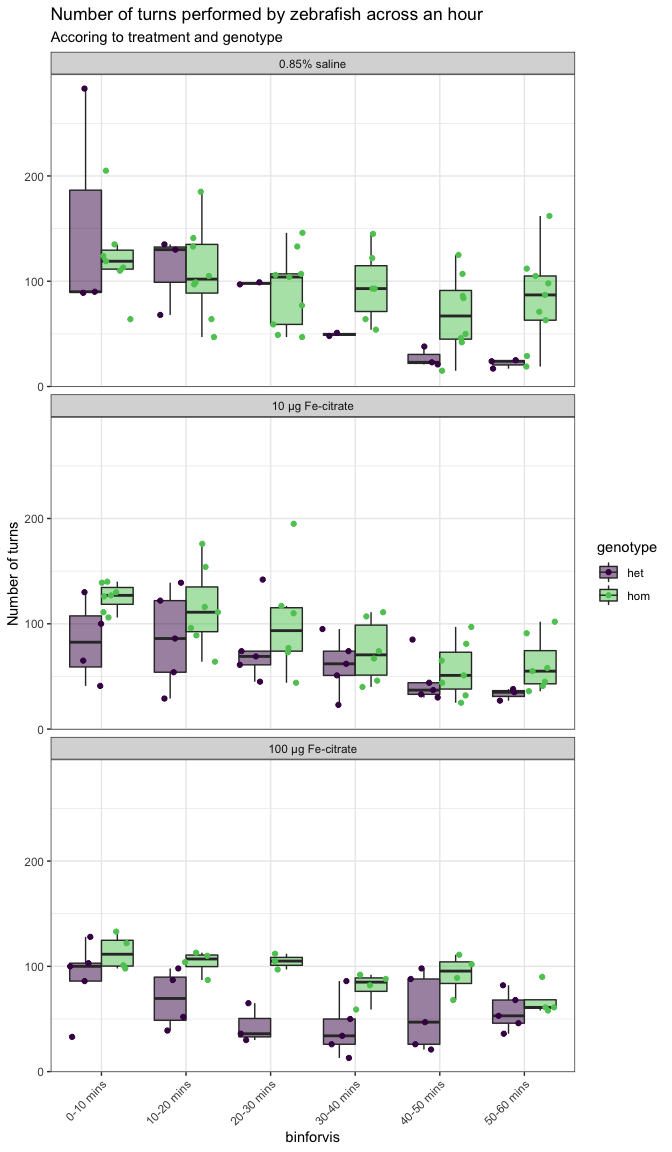 Number of turns performed by zebrafish across an hour
Accoring to treatment and genotype
0.85% saline
200
100
0
10 µg Fe-citrate
200
100
0
100 µg Fe-citrate
200
100
0
Number of turns
0-10 mins
10-20 mins
20-30 mins
30-40 mins
40-50 mins
50-60 mins
binforvis
genotype
het
hom